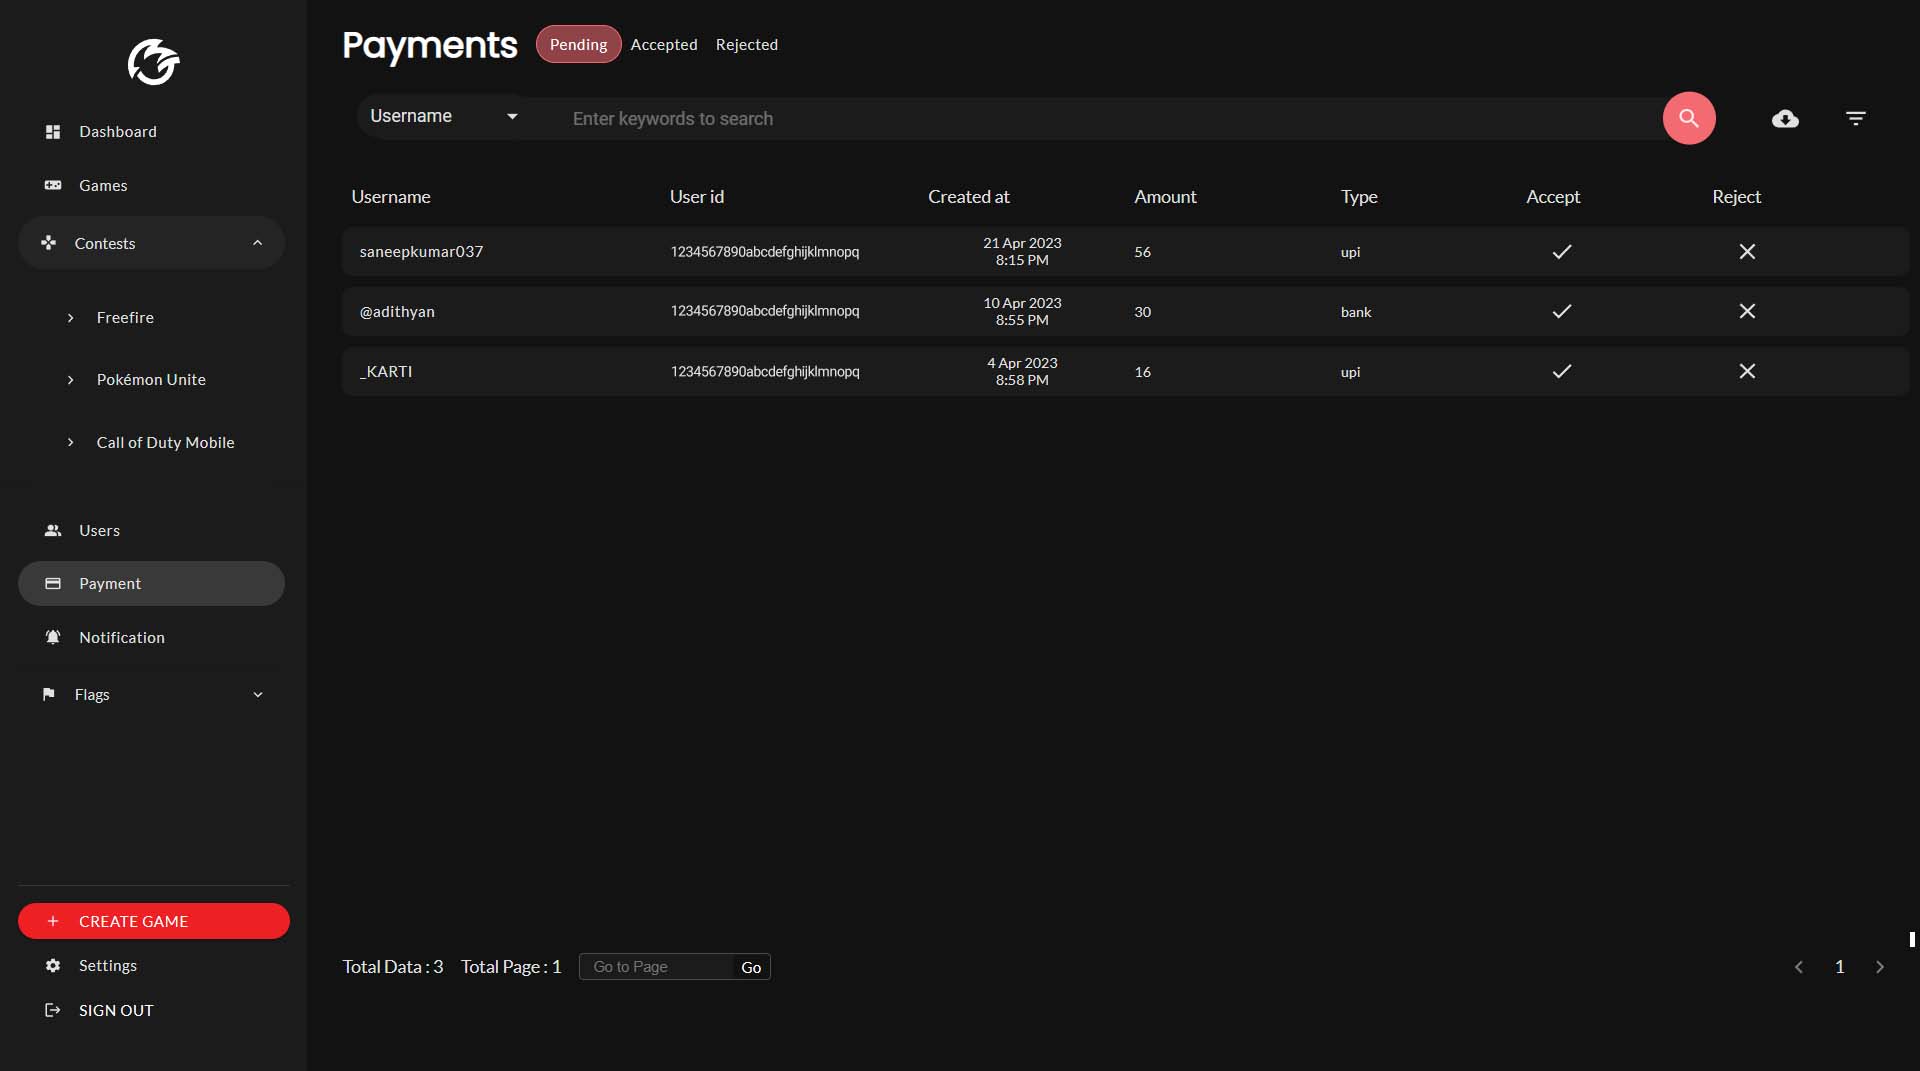 Payments Pending Accepted Rejected
Username Enter keywords to search
Dashboard
Games
Contests
Freefire
Pokémon Unite
Call of Duty Mobile
Users
Payment
Notification
Flags
CREATE GAME
Settings
SIGN OUT
Username User id Created at Amount Type Accept Reject
saneepkumar037 1234567890abcdefghijklmnopq 21 Apr 2023 8:15 PM 56 upi
@adithyan 1234567890abcdefghijklmnopq 10 Apr 2023 8:55 PM 30 bank
_KARTI 1234567890abcdefghijklmnopq 4 Apr 2023 8:58 PM 16 upi
Total Data : 3 Total Page : 1 Go to Page Go 1